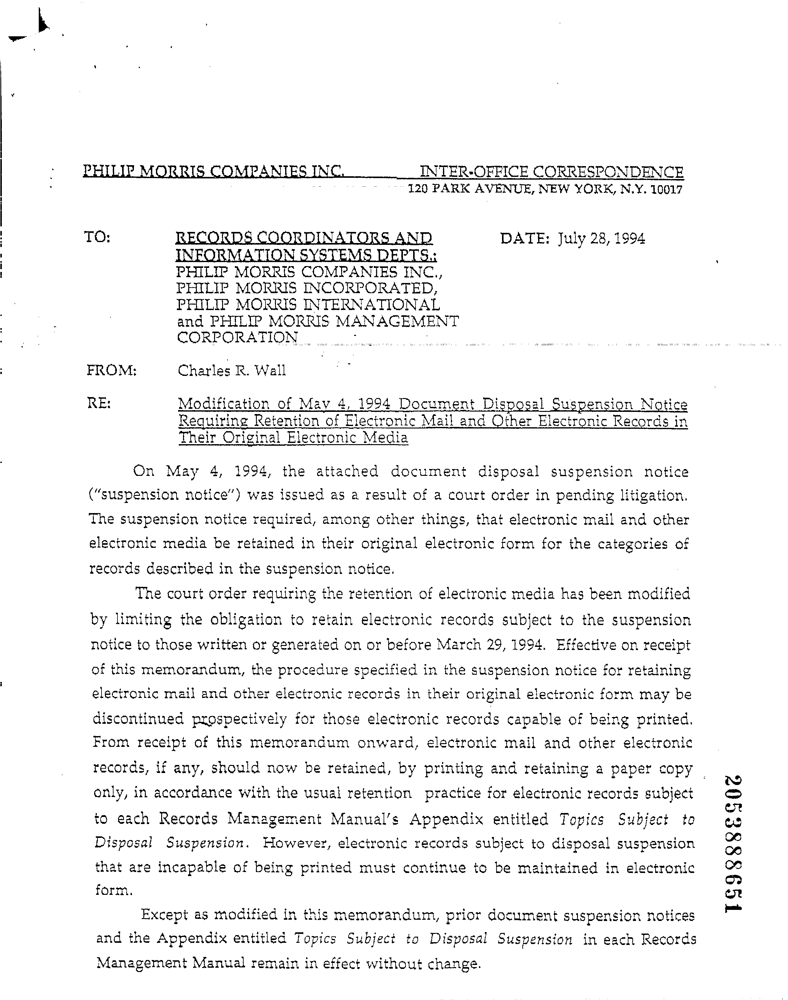 PHILIP MORRIS COMPANIES INC. INTER-OFFICE CORRESPONDENCE
120 PARK AVENUE, NEW YORK, N.Y. 10017
TO: RECORDS COORDINATORS AND DATE: July 28, 1994
INFORMATION SYSTEMS DEPTS.:
PHILIP MORRIS COMPANIES INC.,
PHILIP MORRIS INCORPORATED,
PHILIP MORRIS INTERNATIONAL
and PHILIP MORRIS MANAGEMENT
CORPORATION
FROM: Charles R. Wall
RE: Modification of May 4, 1994 Document Disposal Suspension Notice
Requiring Retention of Electronic Mail and Other Electronic Records in
Their Original Electronic Media
On May 4, 1994, the attached document disposal suspension notice
("suspension notice") was issued as a result of a court order in pending litigation.
The suspension notice required, among other things, that electronic mail and other
electronic media be retained in their original electronic form for the categories of
records described in the suspension notice.
The court order requiring the retention of electronic media has been modified
by limiting the obligation to retain electronic records subject to the suspension
notice to those written or generated on or before March 29, 1994. Effective on receipt
of this memorandum, the procedure specified in the suspension notice for retaining
electronic mail and other electronic records in their original electronic form may be
discontinued prospectively for those electronic records capable of being printed.
From receipt of this memorandum onward, electronic mail and other electronic
records, if any, should now be retained, by printing and retaining a paper copy
only, in accordance with the usual retention practice for electronic records subject
to each Records Management Manual's Appendix entitled Topics Subject to
Disposal Suspension. However, electronic records subject to disposal suspension
that are incapable of being printed must continue to be maintained in electronic
form.
Except as modified in this memorandum, prior document suspension notices
and the Appendix entitled Topics Subject to Disposal Suspension in each Records
Management Manual remain in effect without change.
2053888651